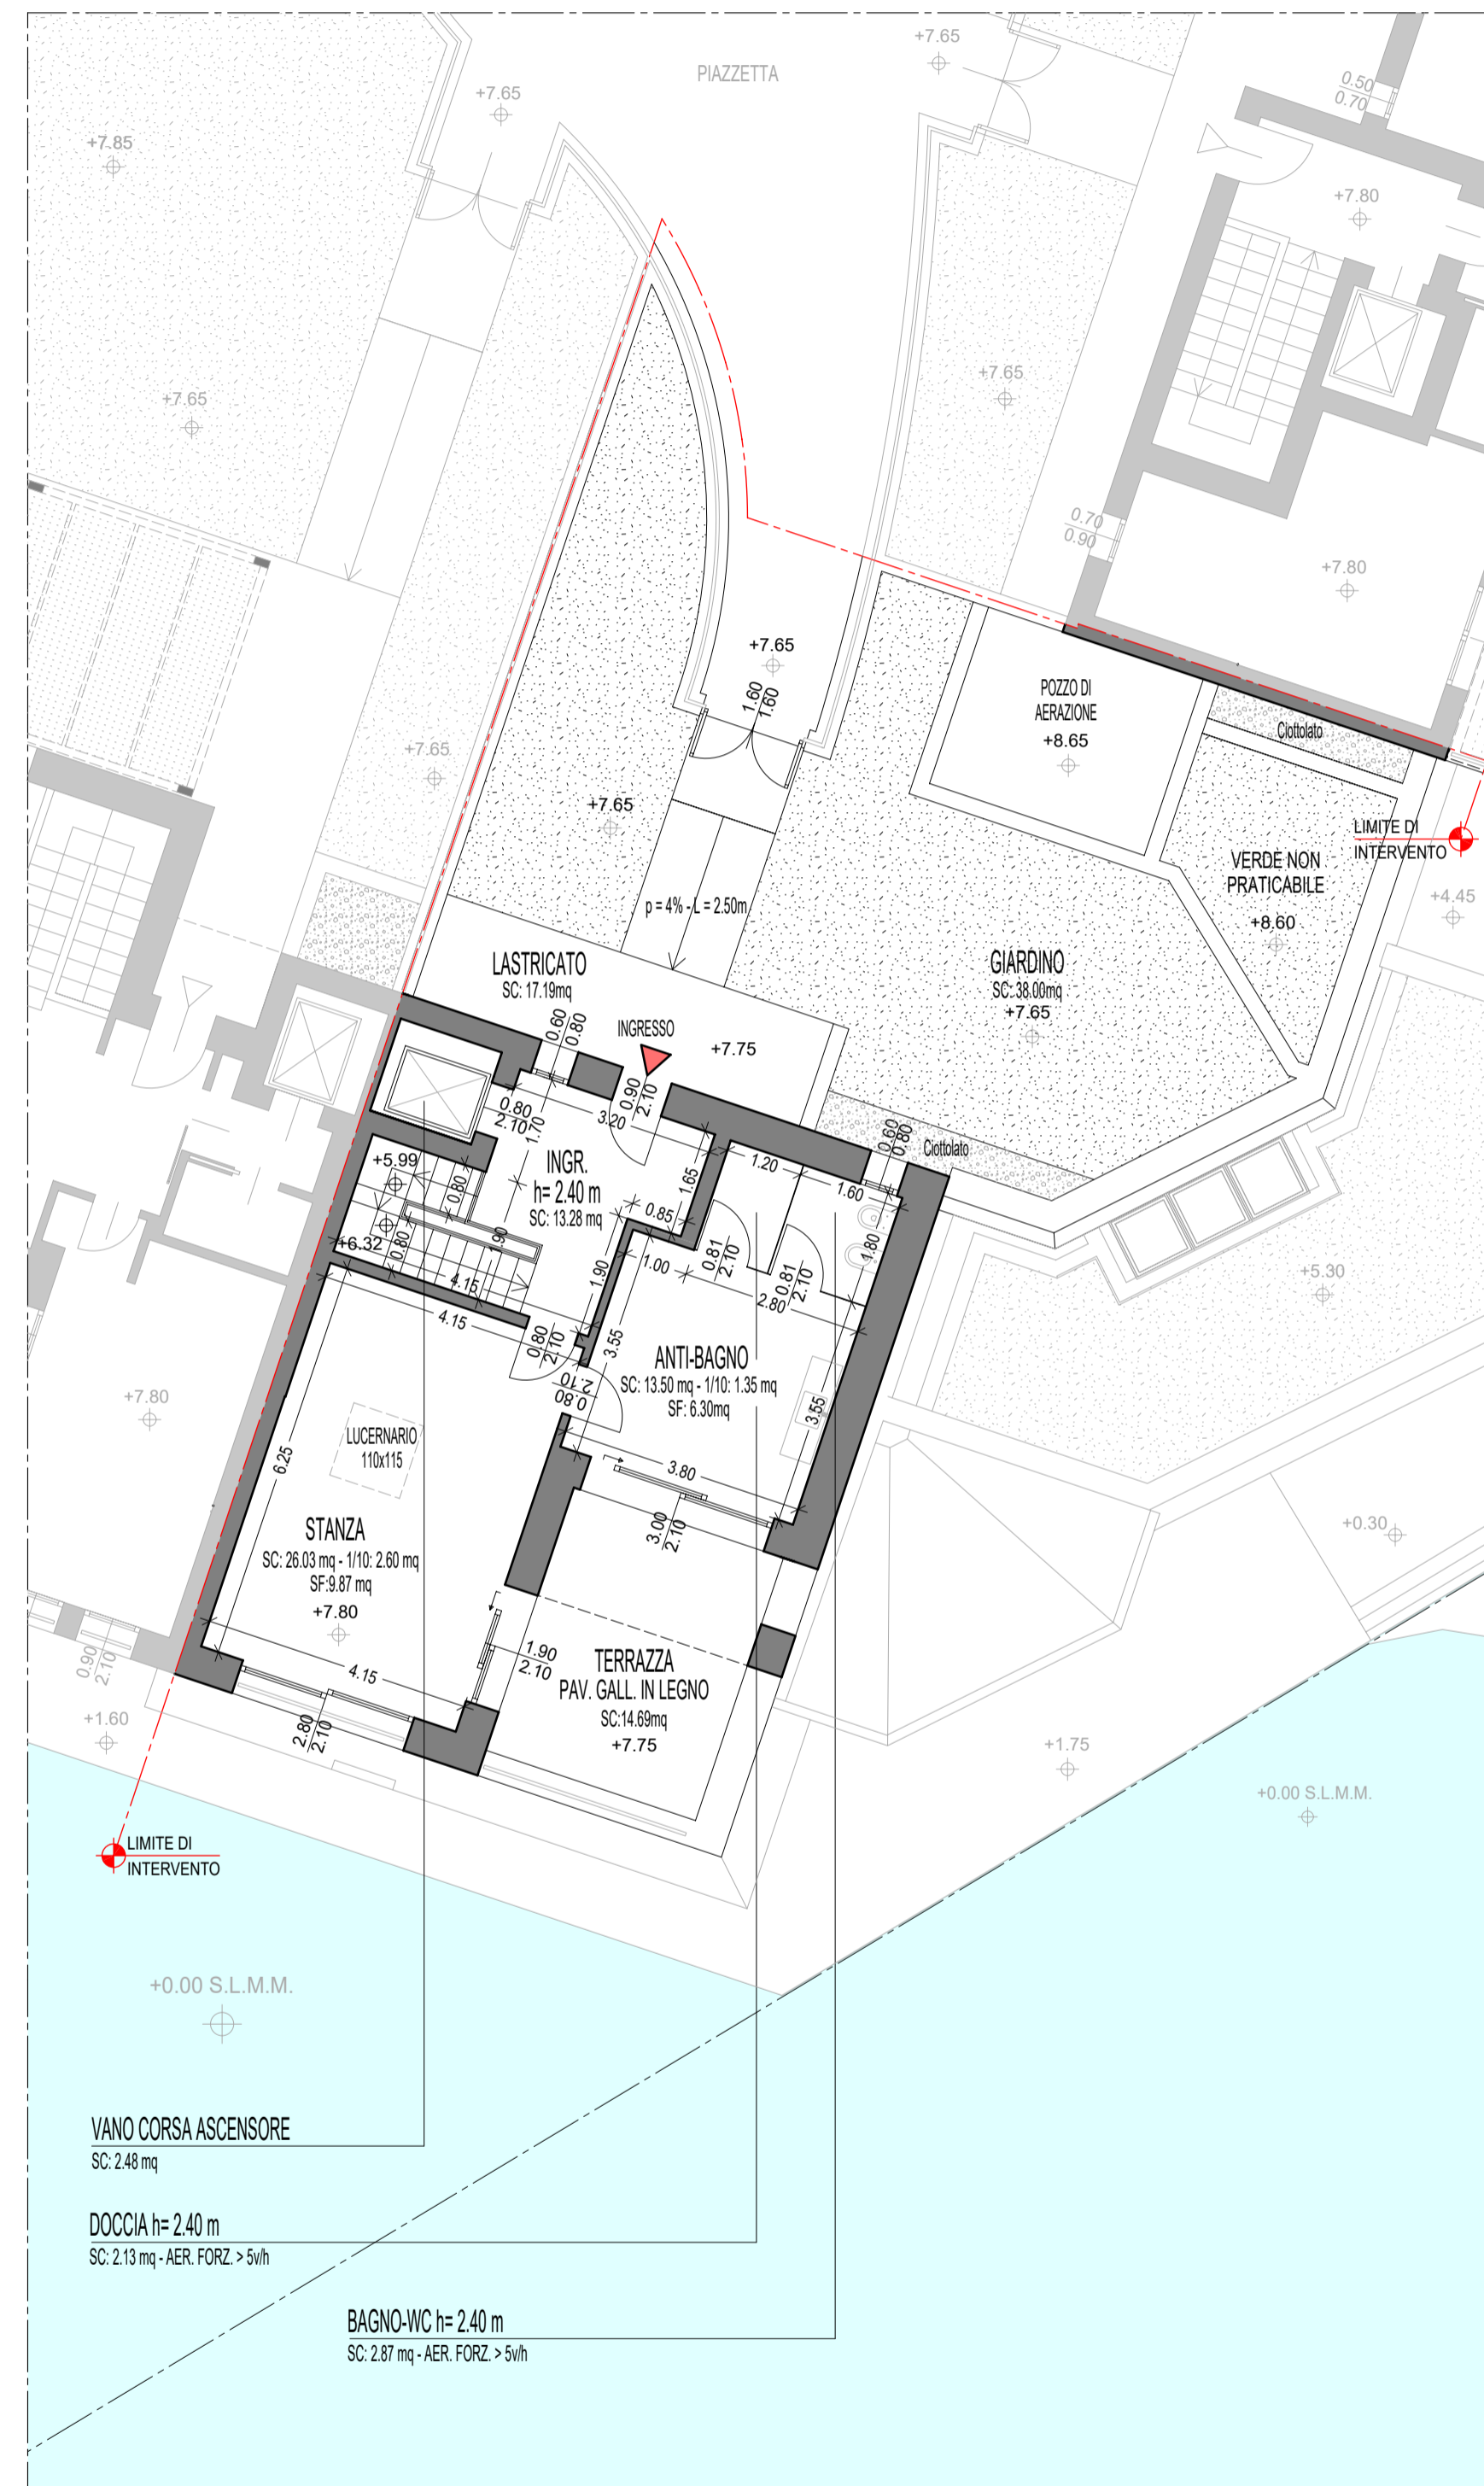 +7.65
PIAZZETTA
+7.65
0.50
0.70
+7.85
+7.80
+7.65
+7.65
0.70
0.90
+7.80
+7.65
1.60
1.60
POZZO DI
AERAZIONE
+8.65
Ciottolato
+7.65
+7.65
LIMITE DI
INTERVENTO
VERDE NON
PRATICABILE
+8.60
+4.45
p = 4% - L = 2.50m
LASTRICATO
SC: 17.19mq
GIARDINO
SC: 38.00mq
+7.65
INGRESSO
+7.75
0.60
0.80
0.90
2.10
0.80
2.10
3.20
1.70
+5.99
0.80
INGR.
h= 2.40 m
SC: 13.28 mq
1.65
0.85
1.20
1.60
0.60
0.80
Ciottolato
+6.32
0.80
1.90
4.15
4.15
1.90
1.00
0.81
2.10
0.81
2.10
1.80
2.80
+5.30
0.80
2.10
3.55
0.80
2.10
ANTI-BAGNO
SC: 13.50 mq - 1/10: 1.35 mq
SF: 6.30mq
3.55
+7.80
LUCERNARIO
110x115
6.25
3.80
3.00
2.10
+0.30
STANZA
SC: 26.03 mq - 1/10: 2.60 mq
SF:9.87 mq
+7.80
0.90
2.10
4.15
1.90
2.10
TERRAZZA
PAV. GALL. IN LEGNO
SC:14.69mq
+7.75
2.80
2.10
+1.60
+1.75
+0.00 S.L.M.M.
LIMITE DI
INTERVENTO
+0.00 S.L.M.M.
VANO CORSA ASCENSORE
SC: 2.48 mq
DOCCIA h= 2.40 m
SC: 2.13 mq - AER. FORZ. > 5v/h
BAGNO-WC h= 2.40 m
SC: 2.87 mq - AER. FORZ. > 5v/h